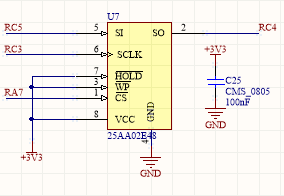 U7
RC5 5 SI SO 2 RC4
RC3 6 SCLK
+3V3
7 HOLD
3 WP
RA7 1 CS
C25
CMS_0805
100nF
GND
8 VCC
GND
4
25AA02E48
+3V3
GND